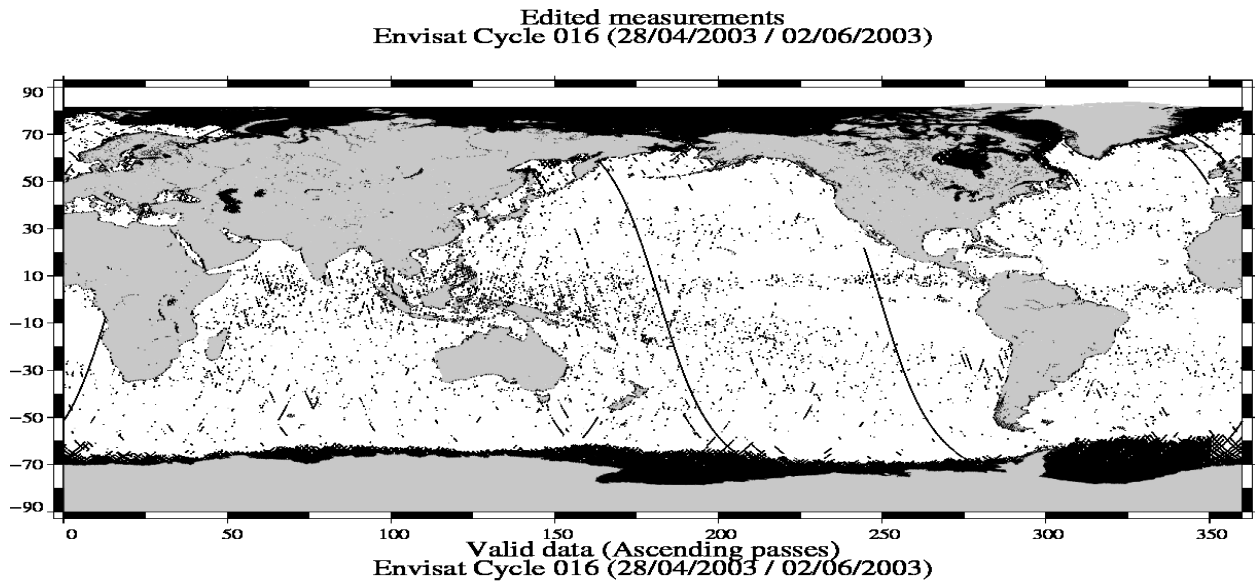 Edited measurements
Envisat Cycle 016 (28/04/2003 / 02/06/2003)
90
70
50
30
10
−10
−30
−50
−70
−90
0 50 100 150 200 250 300 350
Valid data (Ascending passes)
Envisat Cycle 016 (28/04/2003 / 02/06/2003)